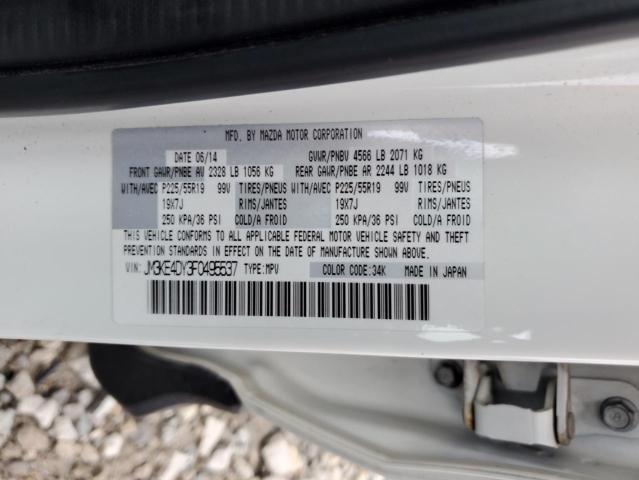 MFD. BY MAZDA MOTOR CORPORATION
DATE 06/14 GVWR/PNBV 4566 LB 2071 KG
FRONT GAWR/PNBE AV 2328 LB 1056 KG REAR GAWR/PNBE AR 2244 LB 1018 KG
WITH/AVEC P225/55R19 99V TIRES/PNEUS WITH/AVEC P225/55R19 99V TIRES/PNEUS
19X7J RIMS/JANTES 19X7J RIMS/JANTES
250 KPA/36 PSI COLD/A FROID 250 KPA/36 PSI COLD/A FROID
THIS VEHICLE CONFORMS TO ALL APPLICABLE FEDERAL MOTOR VEHICLE SAFETY AND THEFT
PREVENTION STANDARDS IN EFFECT ON THE DATE OF MANUFACTURE SHOWN ABOVE.
VIN: JM3KE4DY3F0495537 TYPE:MPV COLOR CODE:34K MADE IN JAPAN